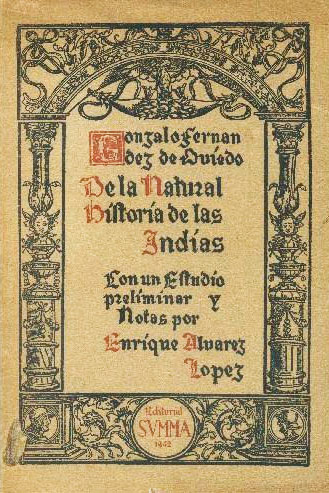 Gonzalo Fernan
dez de Oviedo
De la Natural
Historia de las
Indias
Con un Estudio
preliminar y
Notas por
Enrique Alvarez
Lopez
Editorial
SVMMA
1942